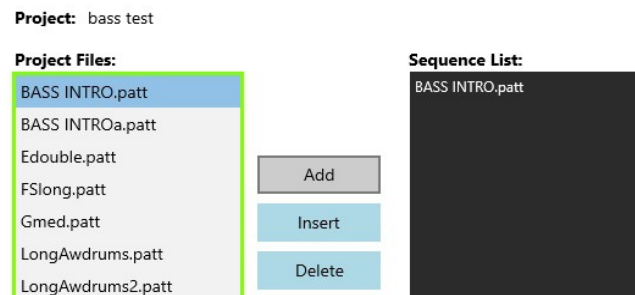 Project: bass test
Project Files:
BASS INTRO.patt
BASS INTROa.patt
Edouble.patt
FSlong.patt
Gmed.patt
LongAwdrums.patt
LongAwdrums2.patt
Add
Insert
Delete
Sequence List:
BASS INTRO.patt